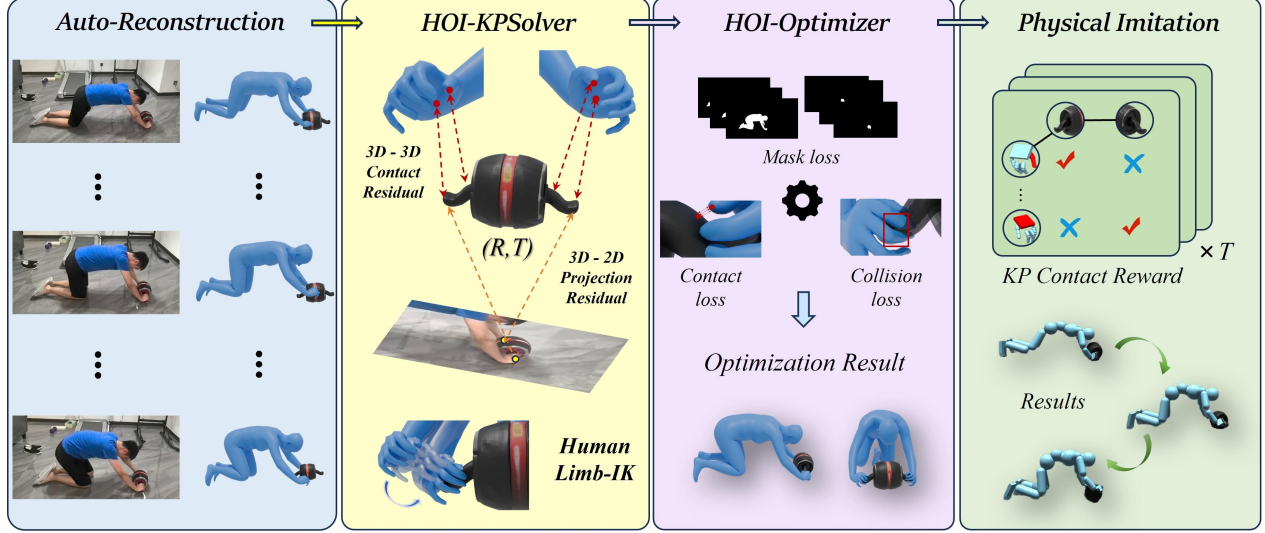 Auto-Reconstruction
HOI-KPSolver
3D - 3D
Contact
Residual
(R,T)
3D - 2D
Projection
Residual
Human
Limb-IK
HOI-Optimizer
Mask loss
Contact
loss
Collision
loss
Optimization Result
Physical Imitation
× T
KP Contact Reward
Results